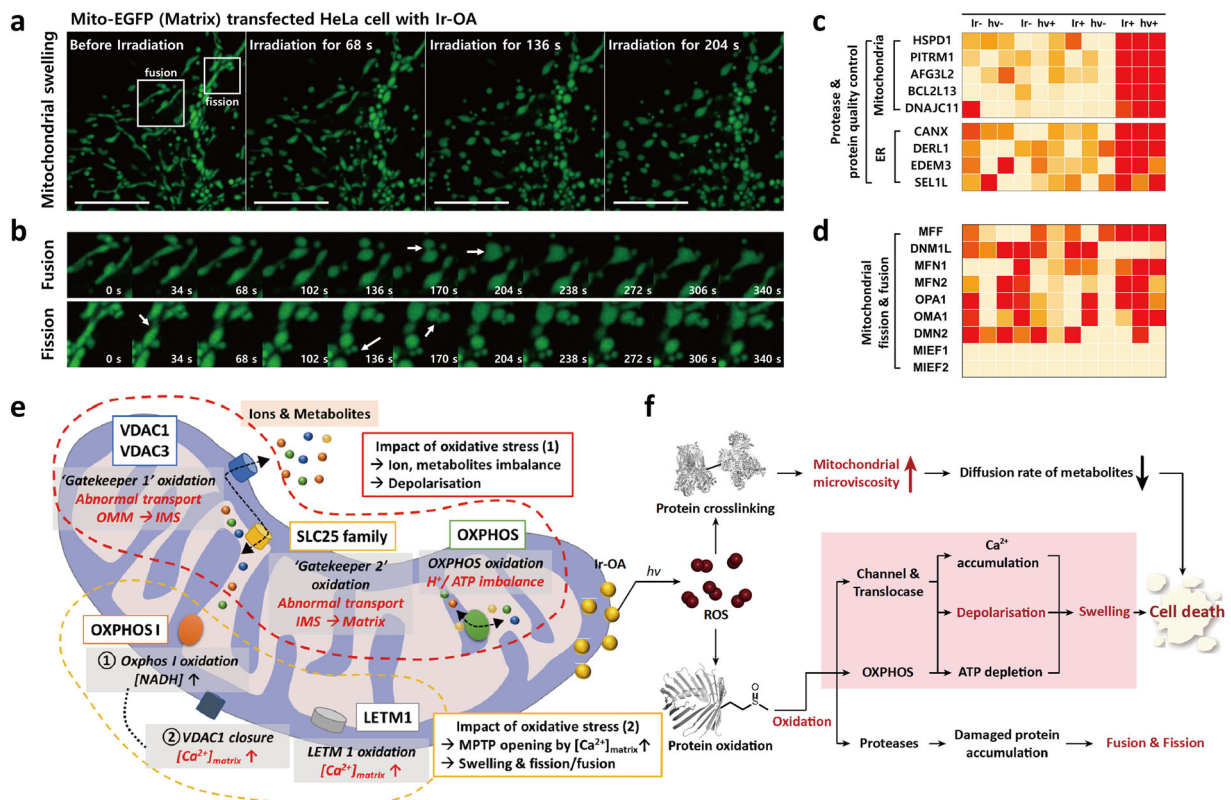 a
Mito-EGFP (Matrix) transfected HeLa cell with Ir-OA
Mitochondrial swelling
Before Irradiation
Irradiation for 68 s
Irradiation for 136 s
Irradiation for 204 s
fusion
fission
b
Fusion
0 s
34 s
68 s
102 s
136 s
170 s
204 s
238 s
272 s
306 s
340 s
Fission
0 s
34 s
68 s
102 s
136 s
170 s
204 s
238 s
272 s
306 s
340 s
c
Ir- hv-
Ir- hv+
Ir+ hv-
Ir+ hv+
Protease &
protein quality control
Mitochondria
HSPD1
PITRM1
AFG3L2
BCL2L13
DNAJC11
ER
CANX
DERL1
EDEM3
SEL1L
d
Mitochondrial
fission & fusion
MFF
DNM1L
MFN1
MFN2
OPA1
OMA1
DMN2
MIEF1
MIEF2
e
VDAC1
VDAC3
Ions & Metabolites
'Gatekeeper 1' oxidation
Abnormal transport
OMM → IMS
Impact of oxidative stress (1)
→ Ion, metabolites imbalance
→ Depolarisation
SLC25 family
'Gatekeeper 2'
oxidation
Abnormal transport
IMS → Matrix
OXPHOS
OXPHOS oxidation
H⁺/ ATP imbalance
Ir-OA
OXPHOS I
① Oxphos I oxidation
[NADH] ↑
② VDAC1 closure
[Ca²⁺]matrix ↑
LETM1
LETM 1 oxidation
[Ca²⁺]matrix ↑
Impact of oxidative stress (2)
→ MPTP opening by [Ca²⁺]matrix↑
→ Swelling & fission/fusion
f
hv
Protein crosslinking
ROS
O
S
Protein oxidation
Mitochondrial
microviscosity
Diffusion rate of metabolites
Oxidation
Channel &
Translocase
OXPHOS
Ca²⁺
accumulation
Depolarisation
ATP depletion
Swelling
Cell death
Proteases
Damaged protein
accumulation
Fusion & Fission